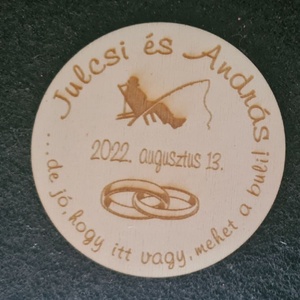 Julcsi és András!
2022. augusztus 13.
...de jó, hogy itt vagy, mehet a buli!